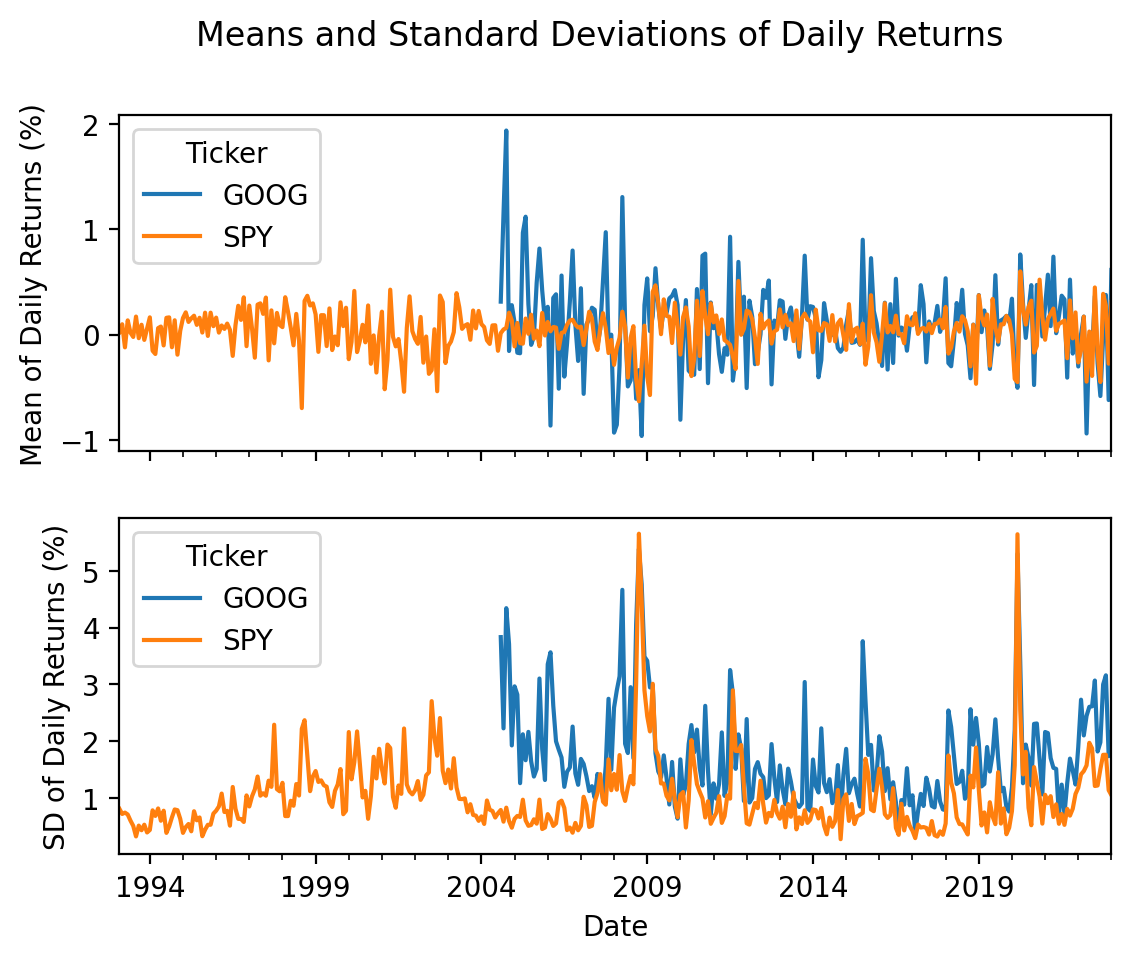 Means and Standard Deviations of Daily Returns
Mean of Daily Returns (%)
2
1
0
−1
Ticker
GOOG
SPY
SD of Daily Returns (%)
5
4
3
2
1
Ticker
GOOG
SPY
1994 1999 2004 2009 2014 2019
Date